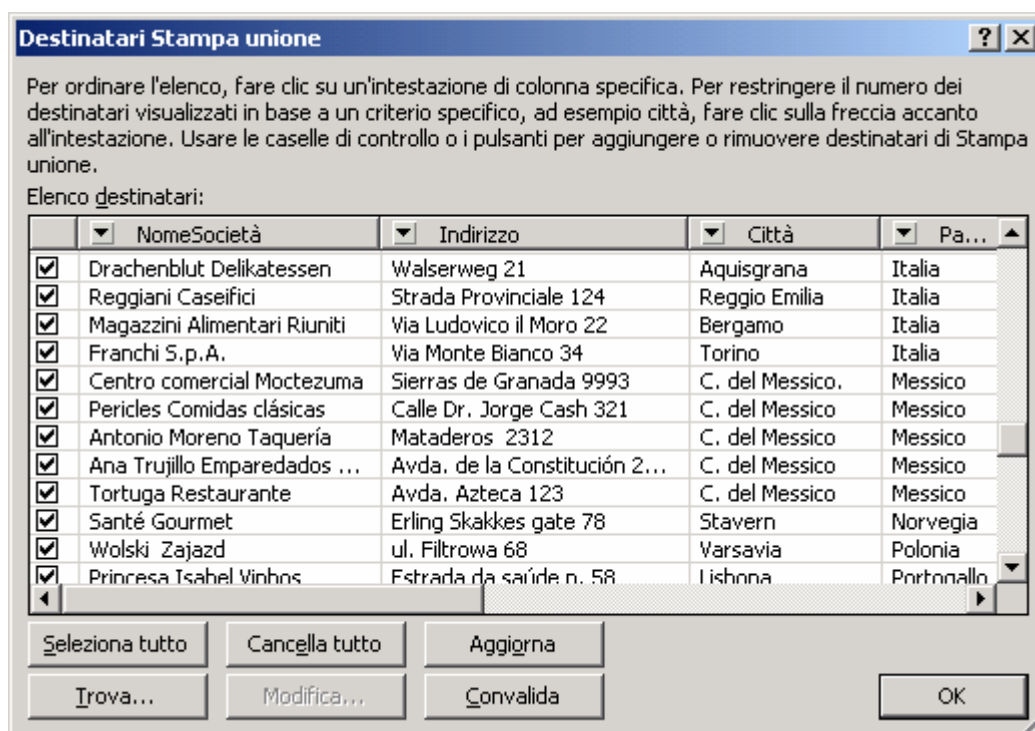 Destinatari Stampa unione
Per ordinare l'elenco, fare clic su un'intestazione di colonna specifica. Per restringere il numero dei
destinatari visualizzati in base a un criterio specifico, ad esempio città, fare clic sulla freccia accanto
all'intestazione. Usare le caselle di controllo o i pulsanti per aggiungere o rimuovere destinatari di Stampa
unione.
Elenco destinatari:
NomeSocietà Indirizzo Città Pa...
Drachenblut Delikatessen Walserweg 21 Aquisgrana Italia
Reggiani Caseifici Strada Provinciale 124 Reggio Emilia Italia
Magazzini Alimentari Riuniti Via Ludovico il Moro 22 Bergamo Italia
Franchi S.p.A. Via Monte Bianco 34 Torino Italia
Centro comercial Moctezuma Sierras de Granada 9993 C. del Messico. Messico
Pericles Comidas clásicas Calle Dr. Jorge Cash 321 C. del Messico Messico
Antonio Moreno Taquería Mataderos 2312 C. del Messico Messico
Ana Trujillo Emparedados ... Avda. de la Constitución 2... C. del Messico Messico
Tortuga Restaurante Avda. Azteca 123 C. del Messico Messico
Santé Gourmet Erling Skakkes gate 78 Stavern Norvegia
Wolski Zajazd ul. Filtrowa 68 Varsavia Polonia
Princesa Isabel Vinhos Estrada da saúde n. 58 Lisbona Portogallo
Seleziona tutto Cancella tutto Aggiorna
Trova... Modifica... Convalida OK